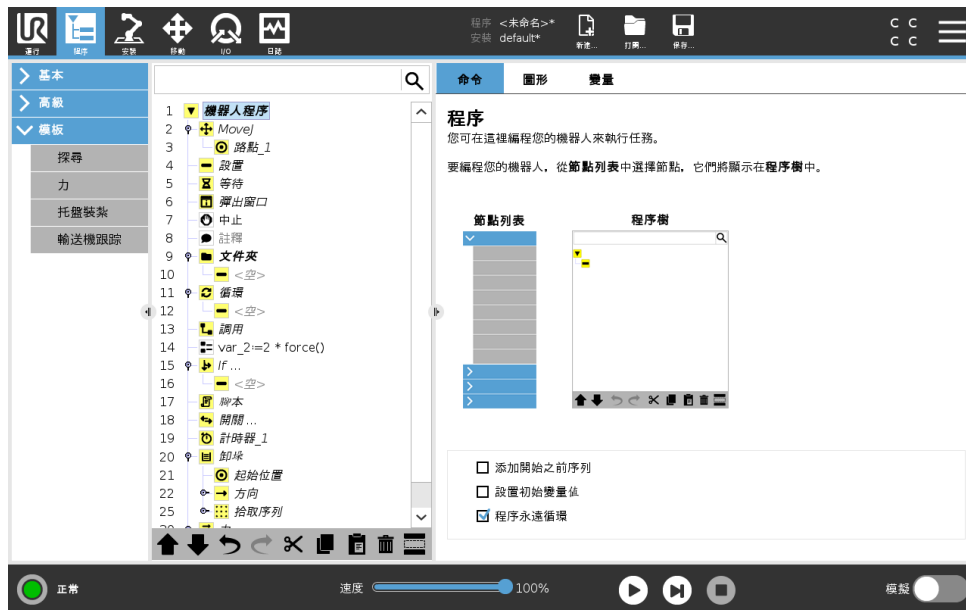 程序 <未命名>*
安裝 default*
運行
程序
安裝
移動
I/O
日誌
新建...
打開...
保存...
C C
C C
基本
高級
模板
探尋
力
托盤裝紮
輸送機跟踪
1 機器人程序
2 MoveJ
3 路點_1
4 設置
5 等待
6 彈出窗口
7 中止
8 註釋
9 文件夾
10 <空>
11 循環
12 <空>
13 調用
14 var_2:=2 * force()
15 If ...
16 <空>
17 腳本
18 開關 ...
19 計時器_1
20 卸垛
21 起始位置
22 方向
25 拾取序列
命令 圖形 變量
程序
您可在這裡編程您的機器人來執行任務。
要編程您的機器人，從節點列表中選擇節點，它們將顯示在程序樹中。
節點列表 程序樹
添加開始之前序列
設置初始變量值
程序永遠循環
正常
速度 100%
模擬